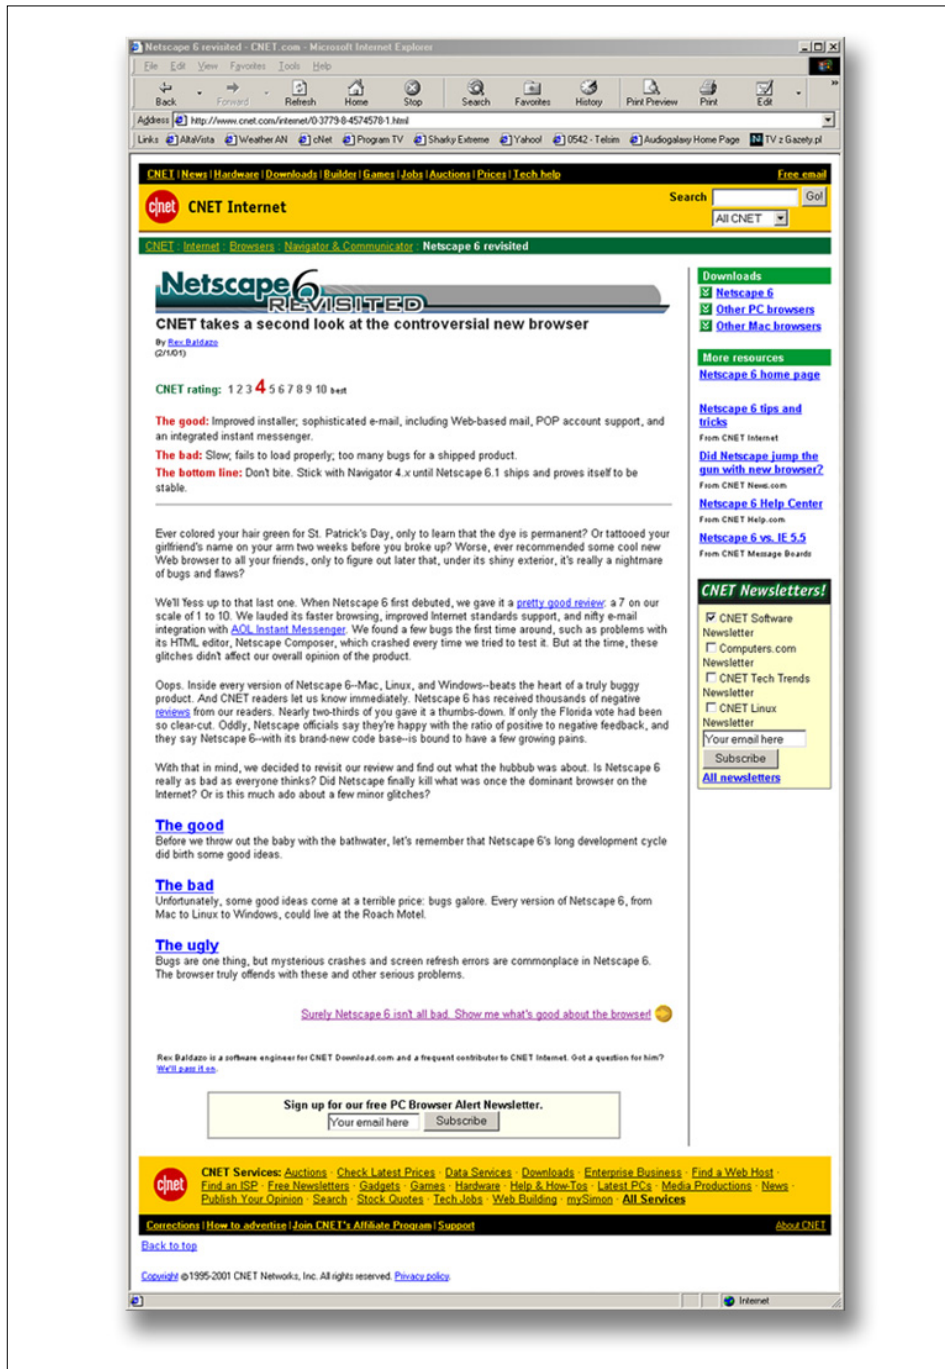 Netscape 6 revisited - CNET.com - Microsoft Internet Explorer
File Edit View Favorites Tools Help
Back Forward Refresh Home Stop Search Favorites History Print Preview Print Edit
Address http://www.cnet.com/internet/0-3779-8-4574578-1.html
Links AltaVista Weather AN cNet Program TV Sharky Extreme Yahoo! 0542 - Telsim Audiogalaxy Home Page TV z Gazety.pl
CNET | News | Hardware | Downloads | Builder | Games | Jobs | Auctions | Prices | Tech help Free email
c|net CNET Internet
Search Go!
All CNET
CNET : Internet : Browsers : Navigator & Communicator : Netscape 6 revisited
Netscape 6
REVISITED
CNET takes a second look at the controversial new browser
By Rex Baldazo
(2/1/01)
CNET rating: 1 2 3 4 5 6 7 8 9 10 best
The good: Improved installer; sophisticated e-mail, including Web-based mail, POP account support, and
an integrated instant messenger.
The bad: Slow; fails to load properly; too many bugs for a shipped product.
The bottom line: Don't bite. Stick with Navigator 4.x until Netscape 6.1 ships and proves itself to be
stable.
Ever colored your hair green for St. Patrick's Day, only to learn that the dye is permanent? Or tattooed your
girlfriend's name on your arm two weeks before you broke up? Worse, ever recommended some cool new
Web browser to all your friends, only to figure out later that, under its shiny exterior, it's really a nightmare
of bugs and flaws?
We'll 'fess up to that last one. When Netscape 6 first debuted, we gave it a pretty good review: a 7 on our
scale of 1 to 10. We lauded its faster browsing, improved Internet standards support, and nifty e-mail
integration with AOL Instant Messenger. We found a few bugs the first time around, such as problems with
its HTML editor, Netscape Composer, which crashed every time we tried to test it. But at the time, these
glitches didn't affect our overall opinion of the product.
Oops. Inside every version of Netscape 6--Mac, Linux, and Windows--beats the heart of a truly buggy
product. And CNET readers let us know immediately. Netscape 6 has received thousands of negative
reviews from our readers. Nearly two-thirds of you gave it a thumbs-down. If only the Florida vote had been
so clear-cut. Oddly, Netscape officials say they're happy with the ratio of positive to negative feedback, and
they say Netscape 6--with its brand-new code base--is bound to have a few growing pains.
With that in mind, we decided to revisit our review and find out what the hubbub was about. Is Netscape 6
really as bad as everyone thinks? Did Netscape finally kill what was once the dominant browser on the
Internet? Or is this much ado about a few minor glitches?
The good
Before we throw out the baby with the bathwater, let's remember that Netscape 6's long development cycle
did birth some good ideas.
The bad
Unfortunately, some good ideas come at a terrible price: bugs galore. Every version of Netscape 6, from
Mac to Linux to Windows, could live at the Roach Motel.
The ugly
Bugs are one thing, but mysterious crashes and screen refresh errors are commonplace in Netscape 6.
The browser truly offends with these and other serious problems.
Surely Netscape 6 isn't all bad. Show me what's good about the browser!
Rex Baldazo is a software engineer for CNET Download.com and a frequent contributor to CNET Internet. Got a question for him?
We'll pass it on.
Sign up for our free PC Browser Alert Newsletter.
Your email here Subscribe
Downloads
Netscape 6
Other PC browsers
Other Mac browsers
More resources
Netscape 6 home page
Netscape 6 tips and
tricks
From CNET Internet
Did Netscape jump the
gun with new browser?
From CNET News.com
Netscape 6 Help Center
From CNET Help.com
Netscape 6 vs. IE 5.5
From CNET Message Boards
CNET Newsletters!
CNET Software
Newsletter
Computers.com
Newsletter
CNET Tech Trends
Newsletter
CNET Linux
Newsletter
Your email here
Subscribe
All newsletters
c|net
CNET Services: Auctions · Check Latest Prices · Data Services · Downloads · Enterprise Business · Find a Web Host ·
Find an ISP · Free Newsletters · Gadgets · Games · Hardware · Help & How-Tos · Latest PCs · Media Productions · News ·
Publish Your Opinion · Search · Stock Quotes · Tech Jobs · Web Building · mySimon · All Services
Corrections | How to advertise | Join CNET's Affiliate Program | Support About CNET
Back to top
Copyright ©1995-2001 CNET Networks, Inc. All rights reserved. Privacy policy.
Internet